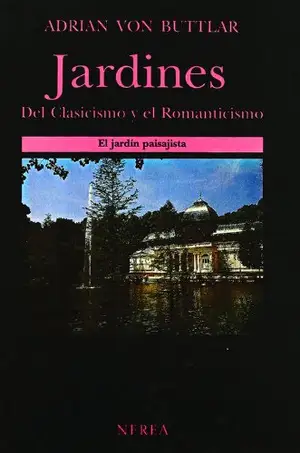 ADRIAN VON BUTTLAR
Jardines
Del Clasicismo y el Romanticismo
El jardín paisajista
NEREA